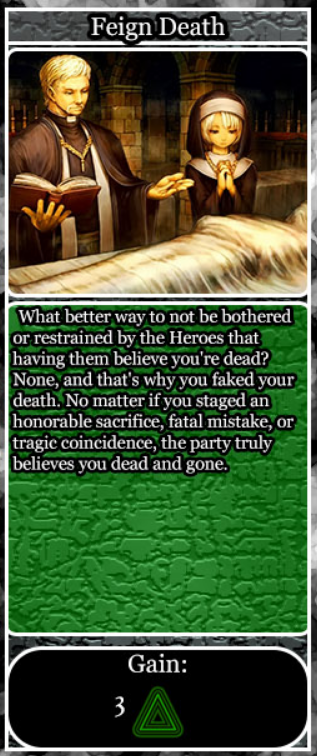 Feign Death
What better way to not be bothered
or restrained by the Heroes that
having them believe you're dead?
None, and that's why you faked your
death. No matter if you staged an
honorable sacrifice, fatal mistake, or
tragic coincidence, the party truly
believes you dead and gone.
Gain:
3